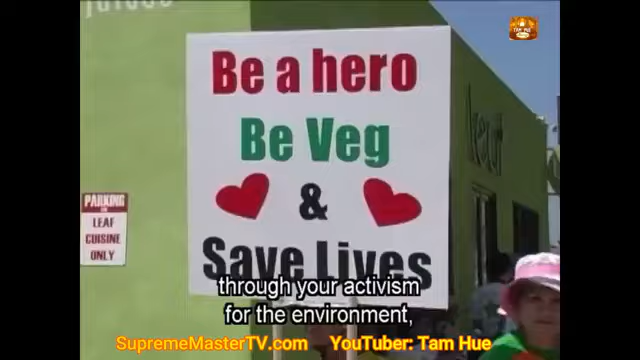 Be a hero
Be Veg
&
Save Lives
PARKING
LEAF
CUISINE
ONLY
through your activism
for the environment,
SupremeMasterTV.com YouTuber: Tam Hue